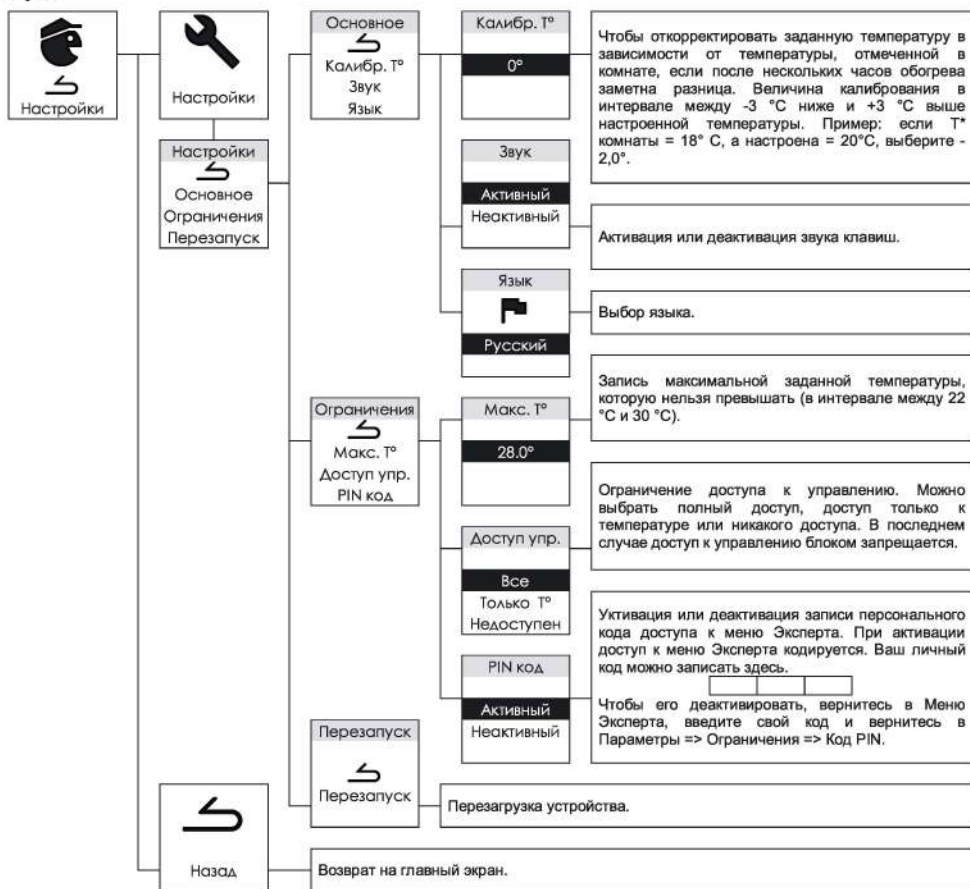 Настройки
Настройки
Настройки
Основное
Ограничения
Перезапуск
Основное
Калибр. Т°
Звук
Язык
Калибр. Т°
0°
Чтобы откорректировать заданную температуру в
зависимости от температуры, отмеченной в
комнате, если после нескольких часов обогрева
заметна разница. Величина калибрования в
интервале между -3 °C ниже и +3 °C выше
настроенной температуры. Пример: если Т*
комнаты = 18° С, а настроена = 20°С, выберите -
2,0°.
Звук
Активный
Неактивный
Активация или деактивация звука клавиш.
Язык
Русский
Выбор языка.
Ограничения
Макс. Т°
Доступ упр.
PIN код
Макс. Т°
28.0°
Запись максимальной заданной температуры,
которую нельзя превышать (в интервале между 22
°C и 30 °C).
Доступ упр.
Все
Только Т°
Недоступен
Ограничение доступа к управлению. Можно
выбрать полный доступ, доступ только к
температуре или никакого доступа. В последнем
случае доступ к управлению блоком запрещается.
PIN код
Активный
Неактивный
Уктивация или деактивация записи персонального
кода доступа к меню Эксперта. При активации
доступ к меню Эксперта кодируется. Ваш личный
код можно записать здесь.
Чтобы его деактивировать, вернитесь в Меню
Эксперта, введите свой код и вернитесь в
Параметры => Ограничения => Код PIN.
Перезапуск
Перезапуск
Перезагрузка устройства.
Назад
Возврат на главный экран.